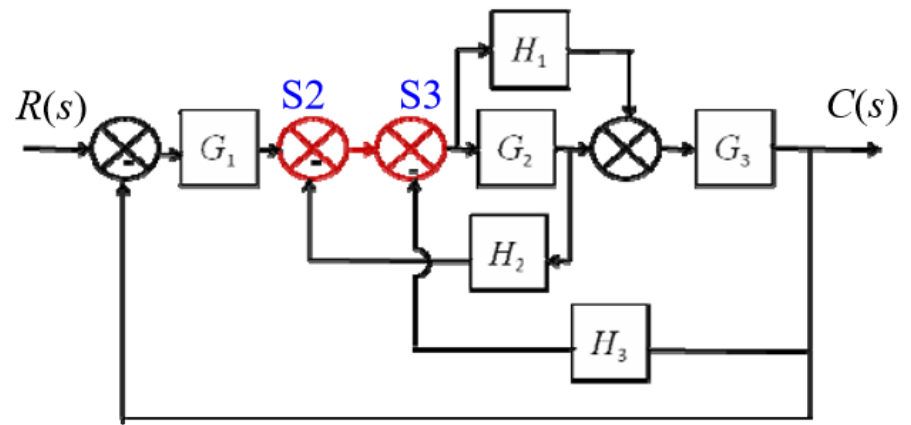 H₁
S2 S3
R(s) C(s)
G₁ G₂ G₃
- - -
H₂
H₃